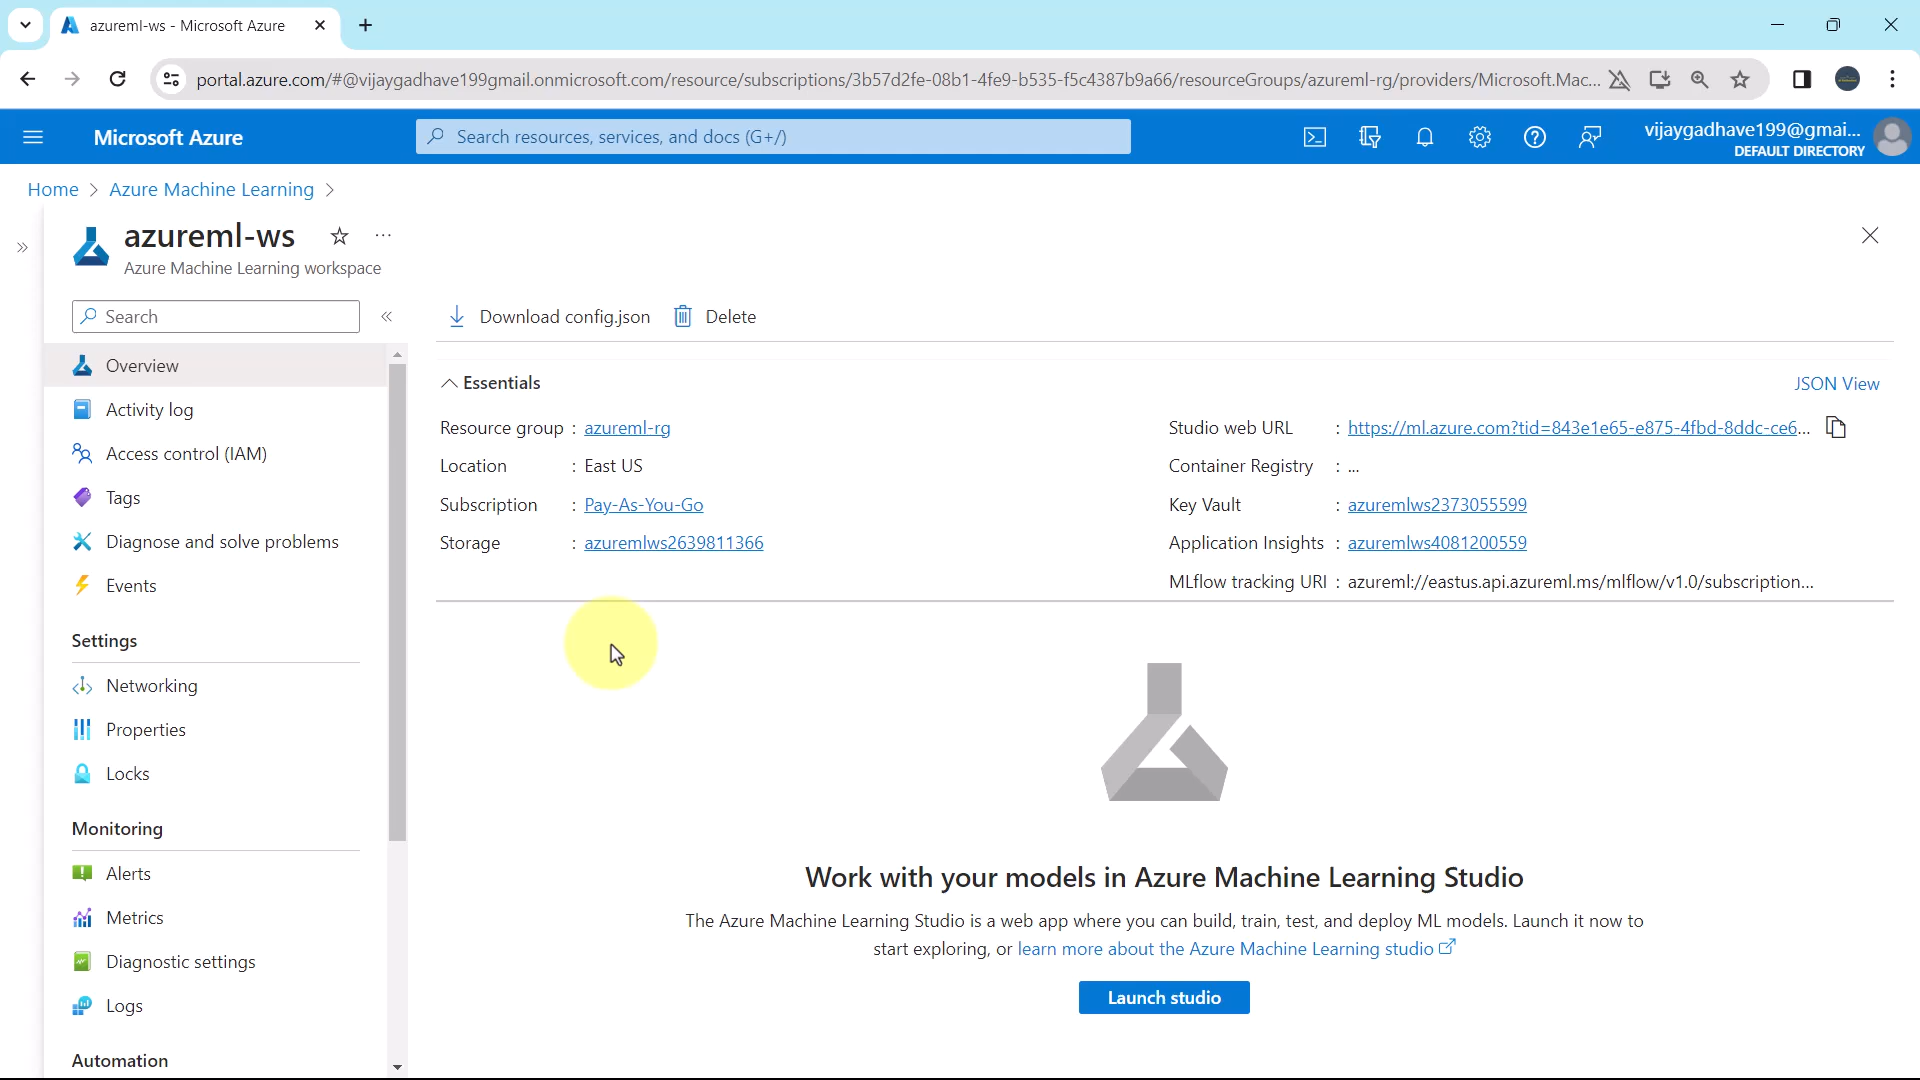 azureml-ws - Microsoft Azure
portal.azure.com/#@vijaygadhave199gmail.onmicrosoft.com/resource/subscriptions/3b57d2fe-08b1-4fe9-b535-f5c4387b9a66/resourceGroups/azureml-rg/providers/Microsoft.Mac...
Microsoft Azure
Search resources, services, and docs (G+/)
vijaygadhave199@gmai...
DEFAULT DIRECTORY
Home > Azure Machine Learning >
azureml-ws
Azure Machine Learning workspace
Search
Overview
Activity log
Access control (IAM)
Tags
Diagnose and solve problems
Events
Settings
Networking
Properties
Locks
Monitoring
Alerts
Metrics
Diagnostic settings
Logs
Automation
Download config.json
Delete
Essentials
JSON View
Resource group : azureml-rg
Location : East US
Subscription : Pay-As-You-Go
Storage : azuremlws2639811366
Studio web URL : https://ml.azure.com?tid=843e1e65-e875-4fbd-8ddc-ce6...
Container Registry : ...
Key Vault : azuremlws2373055599
Application Insights : azuremlws4081200559
MLflow tracking URI : azureml://eastus.api.azureml.ms/mlflow/v1.0/subscription...
Work with your models in Azure Machine Learning Studio
The Azure Machine Learning Studio is a web app where you can build, train, test, and deploy ML models. Launch it now to
start exploring, or learn more about the Azure Machine Learning studio
Launch studio